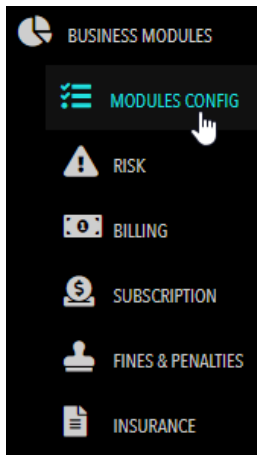 BUSINESS MODULES
MODULES CONFIG
RISK
BILLING
SUBSCRIPTION
FINES & PENALTIES
INSURANCE